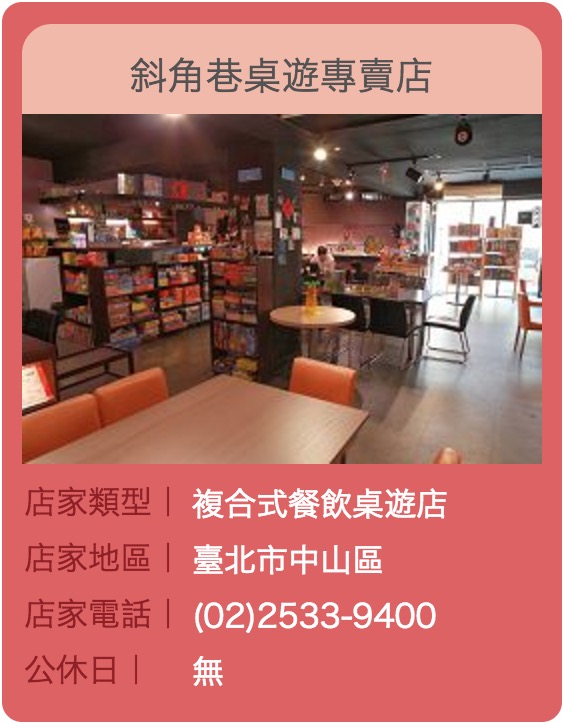 斜角巷桌遊專賣店
店家類型｜ 複合式餐飲桌遊店
店家地區｜ 臺北市中山區
店家電話｜ (02)2533-9400
公休日｜ 無